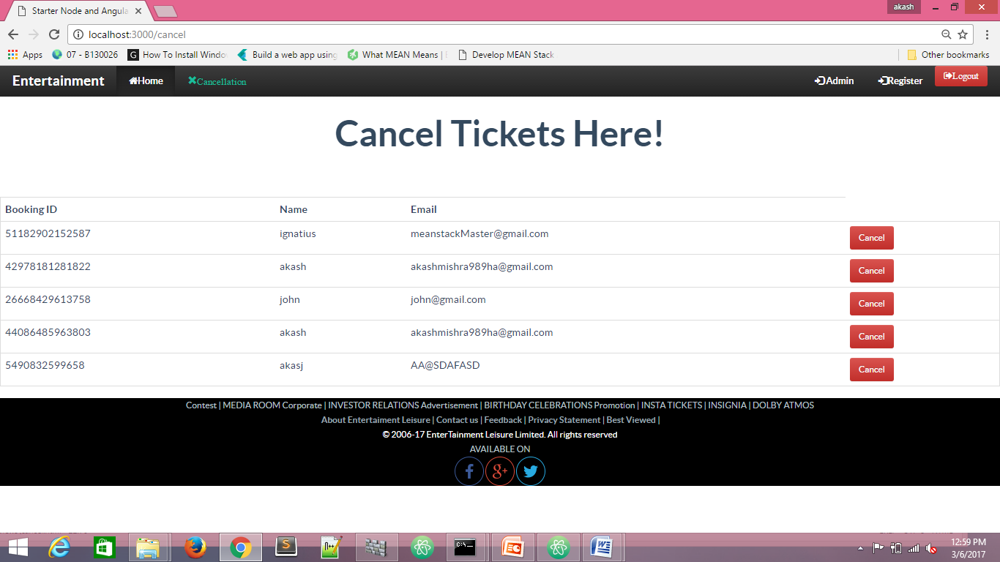 Starter Node and Angula
akash
localhost:3000/cancel
Apps 07 - B130026 How To Install Windo Build a web app using What MEAN Means | Develop MEAN Stack Other bookmarks
Entertainment Home Cancellation Admin Register Logout
Cancel Tickets Here!
Booking ID Name Email
51182902152587 ignatius meanstackMaster@gmail.com Cancel
42978181281822 akash akashmishra989ha@gmail.com Cancel
26668429613758 john john@gmail.com Cancel
44086485963803 akash akashmishra989ha@gmail.com Cancel
5490832599658 akasj AA@SDAFASD Cancel
Contest | MEDIA ROOM Corporate | INVESTOR RELATIONS Advertisement | BIRTHDAY CELEBRATIONS Promotion | INSTA TICKETS | INSIGNIA | DOLBY ATMOS
About Entertaiment Leisure | Contact us | Feedback | Privacy Statement | Best Viewed |
© 2006-17 EnterTainment Leisure Limited. All rights reserved
AVAILABLE ON
12:59 PM
3/6/2017